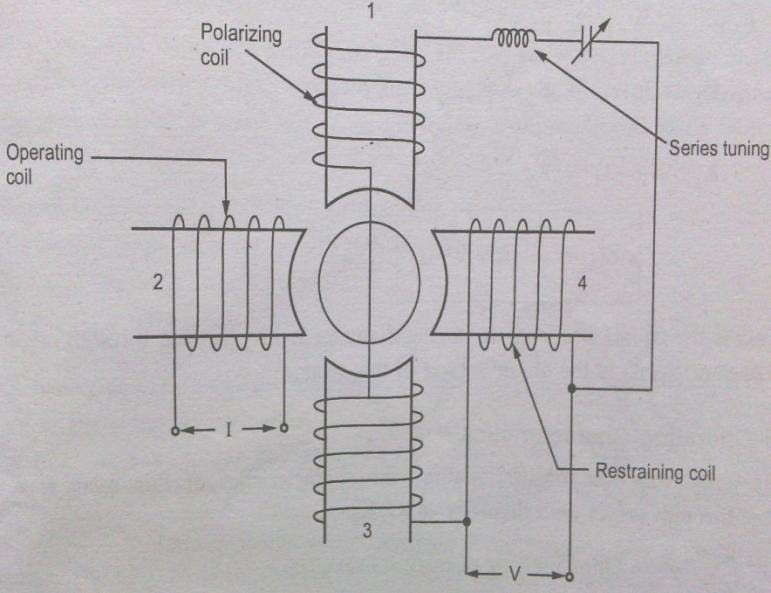 1
Polarizing
coil
Series tuning
Operating
coil
2
4
I
Restraining coil
3
V